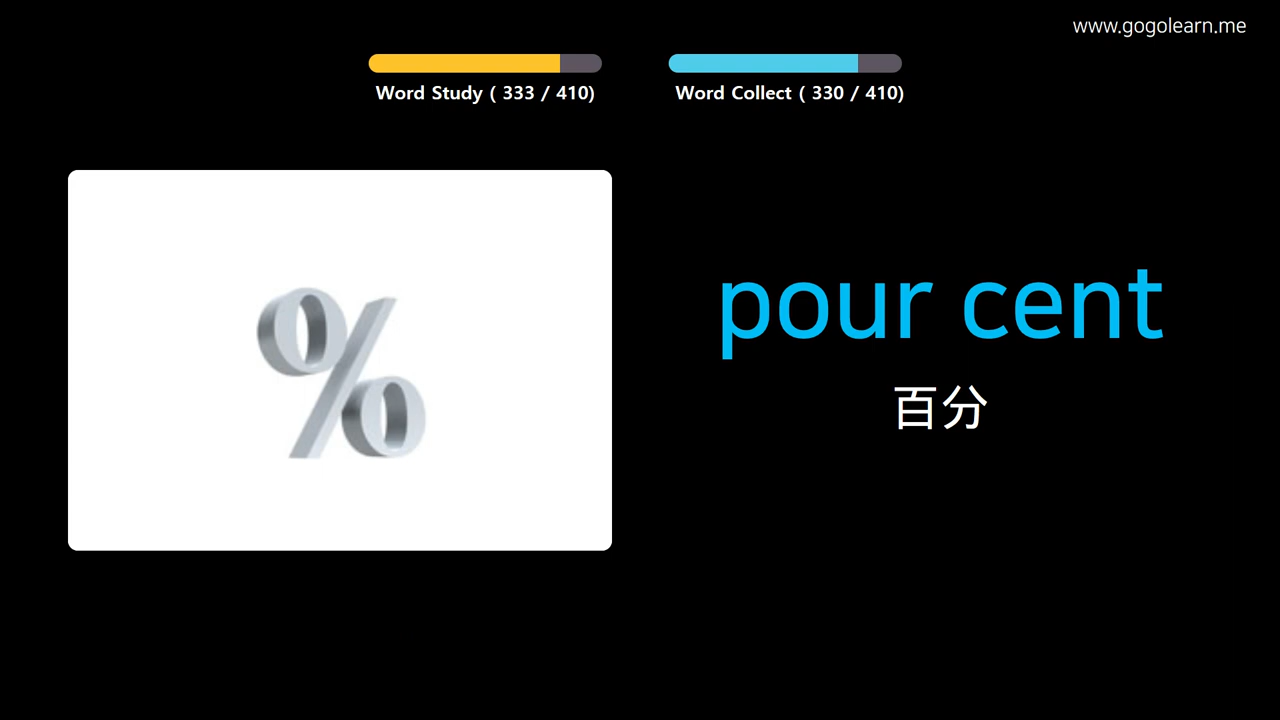 www.gogolearn.me
Word Study ( 333 / 410)
Word Collect ( 330 / 410)
%
pour cent
百分